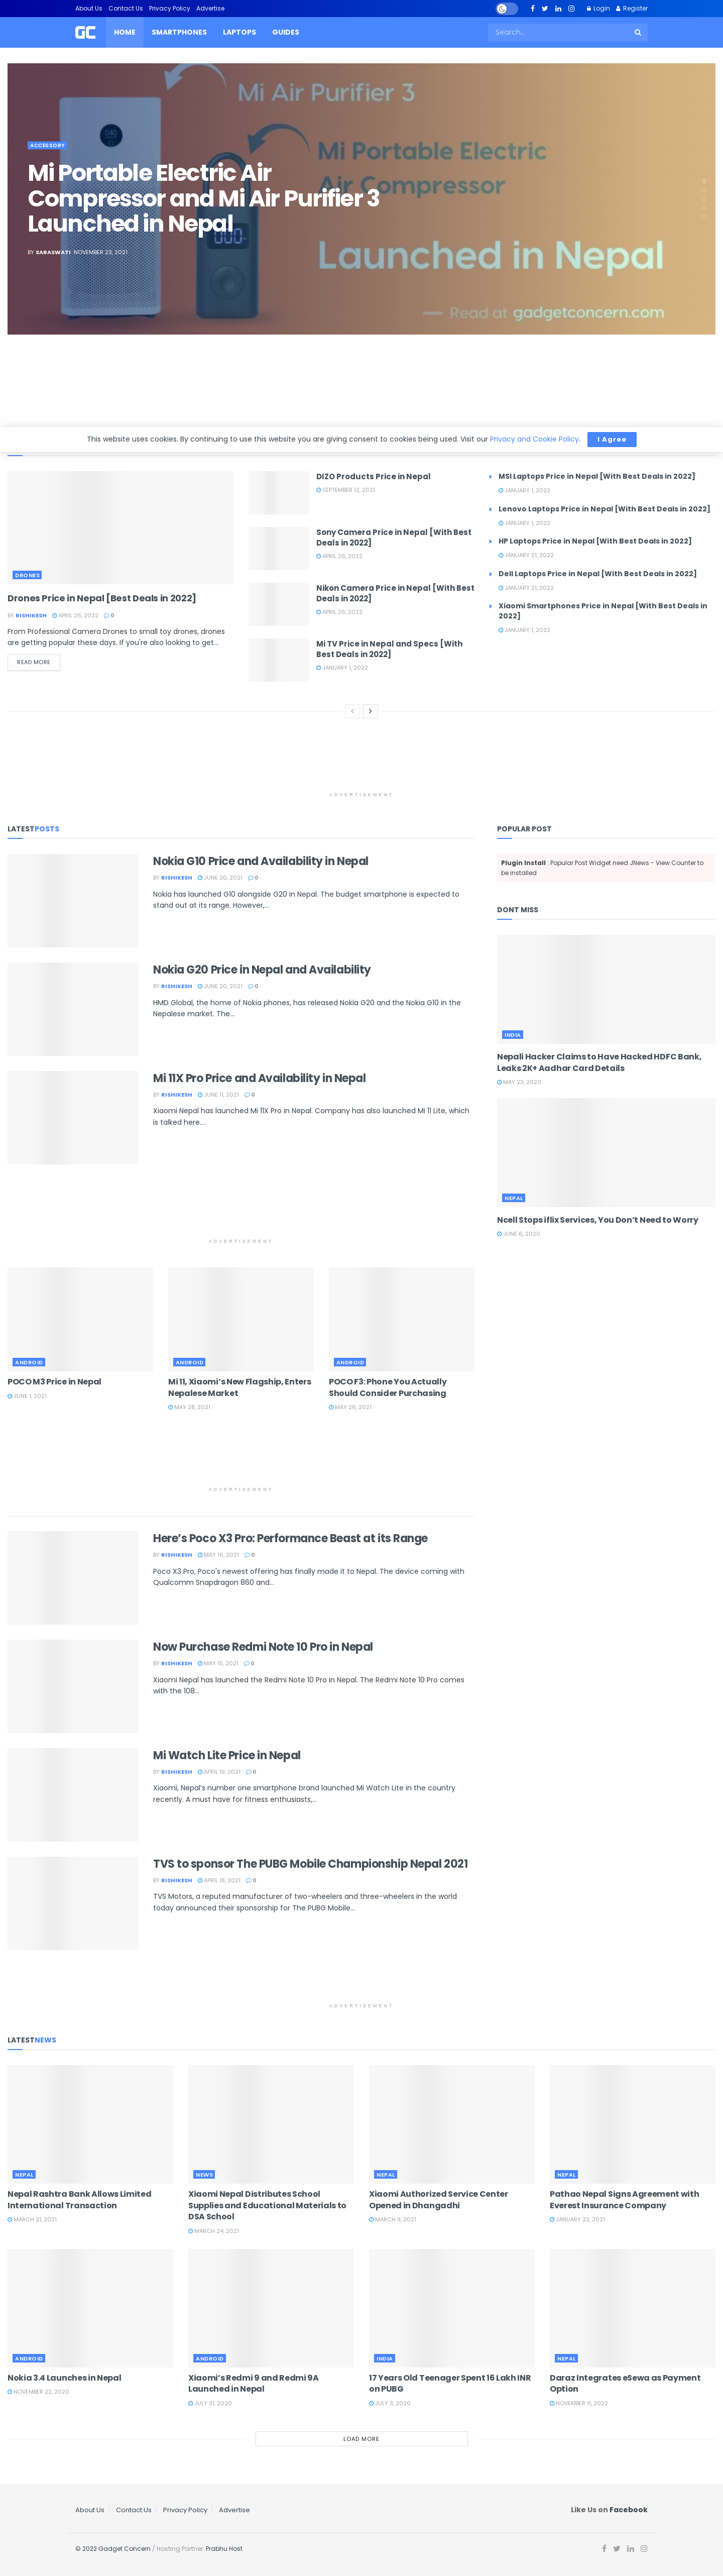 About Us Contact Us Privacy Policy Advertise
Login Register
GC HOME SMARTPHONES LAPTOPS GUIDES
Search...
Mi Air Purifier 3
Mi Portable Electric
Air Compressor
Launched in Nepal
gadgetconcern.com
ACCESSORY
Mi Portable Electric Air
Compressor and Mi Air Purifier 3
Launched in Nepal
BY SARASWATI NOVEMBER 23, 2021
This website uses cookies. By continuing to use this website you are giving consent to cookies being used. Visit our Privacy and Cookie Policy. I Agree
DRONES
Drones Price in Nepal [Best Deals in 2022]
BY RISHIKESH APRIL 26, 2022 0
From Professional Camera Drones to small toy drones, drones
are getting popular these days. If you're also looking to get...
READ MORE
DIZO Products Price in Nepal
SEPTEMBER 12, 2021
Sony Camera Price in Nepal [With Best
Deals in 2022]
APRIL 26, 2022
Nikon Camera Price in Nepal [With Best
Deals in 2022]
APRIL 26, 2022
Mi TV Price in Nepal and Specs [With
Best Deals in 2022]
JANUARY 1, 2022
MSI Laptops Price in Nepal [With Best Deals in 2022]
JANUARY 1, 2022
Lenovo Laptops Price in Nepal [With Best Deals in 2022]
JANUARY 1, 2022
HP Laptops Price in Nepal [With Best Deals in 2022]
JANUARY 21, 2022
Dell Laptops Price in Nepal [With Best Deals in 2022]
JANUARY 21, 2022
Xiaomi Smartphones Price in Nepal [With Best Deals in
2022]
JANUARY 1, 2022
ADVERTISEMENT
LATESTPOSTS
Nokia G10 Price and Availability in Nepal
BY RISHIKESH JUNE 20, 2021 0
Nokia has launched G10 alongside G20 in Nepal. The budget smartphone is expected to
stand out at its range. However,...
Nokia G20 Price in Nepal and Availability
BY RISHIKESH JUNE 20, 2021 0
HMD Global, the home of Nokia phones, has released Nokia G20 and the Nokia G10 in the
Nepalese market. The...
Mi 11X Pro Price and Availability in Nepal
BY RISHIKESH JUNE 11, 2021 0
Xiaomi Nepal has launched Mi 11X Pro in Nepal. Company has also launched Mi 11 Lite, which
is talked here....
ADVERTISEMENT
ANDROID
POCO M3 Price in Nepal
JUNE 1, 2021
ANDROID
Mi 11, Xiaomi's New Flagship, Enters
Nepalese Market
MAY 28, 2021
ANDROID
POCO F3: Phone You Actually
Should Consider Purchasing
MAY 26, 2021
ADVERTISEMENT
Here's Poco X3 Pro: Performance Beast at its Range
BY RISHIKESH MAY 16, 2021 0
Poco X3 Pro, Poco's newest offering has finally made it to Nepal. The device coming with
Qualcomm Snapdragon 860 and...
Now Purchase Redmi Note 10 Pro in Nepal
BY RISHIKESH MAY 15, 2021 0
Xiaomi Nepal has launched the Redmi Note 10 Pro in Nepal. The Redmi Note 10 Pro comes
with the 108...
Mi Watch Lite Price in Nepal
BY RISHIKESH APRIL 19, 2021 0
Xiaomi, Nepal's number one smartphone brand launched Mi Watch Lite in the country
recently. A must have for fitness enthusiasts,...
TVS to sponsor The PUBG Mobile Championship Nepal 2021
BY RISHIKESH APRIL 18, 2021 0
TVS Motors, a reputed manufacturer of two-wheelers and three-wheelers in the world
today announced their sponsorship for The PUBG Mobile...
POPULAR POST
Plugin Install : Popular Post Widget need JNews - View Counter to
be installed
DONT MISS
INDIA
Nepali Hacker Claims to Have Hacked HDFC Bank,
Leaks 2K+ Aadhar Card Details
MAY 23, 2020
NEPAL
Ncell Stops iflix Services, You Don't Need to Worry
JUNE 6, 2020
ADVERTISEMENT
LATESTNEWS
NEPAL
Nepal Rashtra Bank Allows Limited
International Transaction
MARCH 21, 2021
NEWS
Xiaomi Nepal Distributes School
Supplies and Educational Materials to
DSA School
MARCH 24, 2021
NEPAL
Xiaomi Authorized Service Center
Opened in Dhangadhi
MARCH 9, 2021
NEPAL
Pathao Nepal Signs Agreement with
Everest Insurance Company
JANUARY 22, 2021
ANDROID
Nokia 3.4 Launches in Nepal
NOVEMBER 22, 2020
ANDROID
Xiaomi's Redmi 9 and Redmi 9A
Launched in Nepal
JULY 31, 2020
INDIA
17 Years Old Teenager Spent 16 Lakh INR
on PUBG
JULY 3, 2020
NEPAL
Daraz Integrates eSewa as Payment
Option
NOVEMBER 11, 2022
LOAD MORE
About Us / Contact Us / Privacy Policy / Advertise
Like Us on Facebook
© 2022 Gadget Concern / Hosting Partner: Prabhu Host